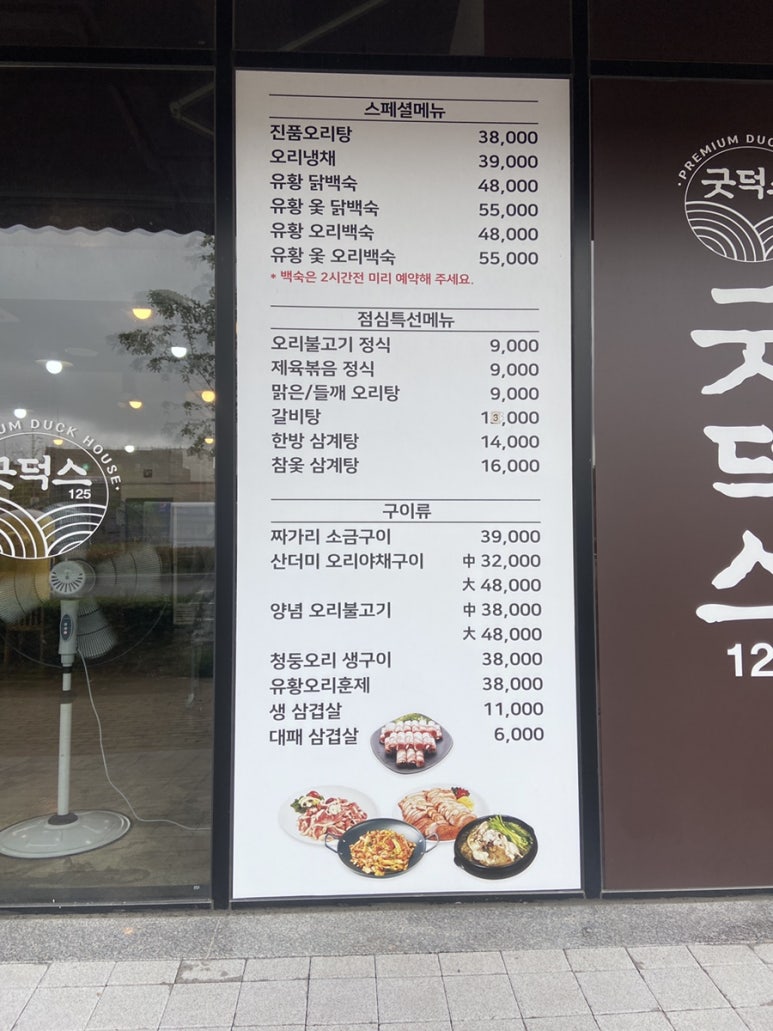 스페셜메뉴
진품오리탕 38,000
오리냉채 39,000
유황 닭백숙 48,000
유황 옻 닭백숙 55,000
유황 오리백숙 48,000
유황 옻 오리백숙 55,000
* 백숙은 2시간전 미리 예약해 주세요.
점심특선메뉴
오리불고기 정식 9,000
제육볶음 정식 9,000
맑은/들깨 오리탕 9,000
갈비탕 13,000
한방 삼계탕 14,000
참옻 삼계탕 16,000
구이류
짜가리 소금구이 39,000
산더미 오리야채구이 中 32,000
大 48,000
양념 오리불고기 中 38,000
大 48,000
청둥오리 생구이 38,000
유황오리훈제 38,000
생 삼겹살 11,000
대패 삼겹살 6,000
DUCK HOUSE·
굿덕스
125
·PREMIUM
굿덕스
굿덕스